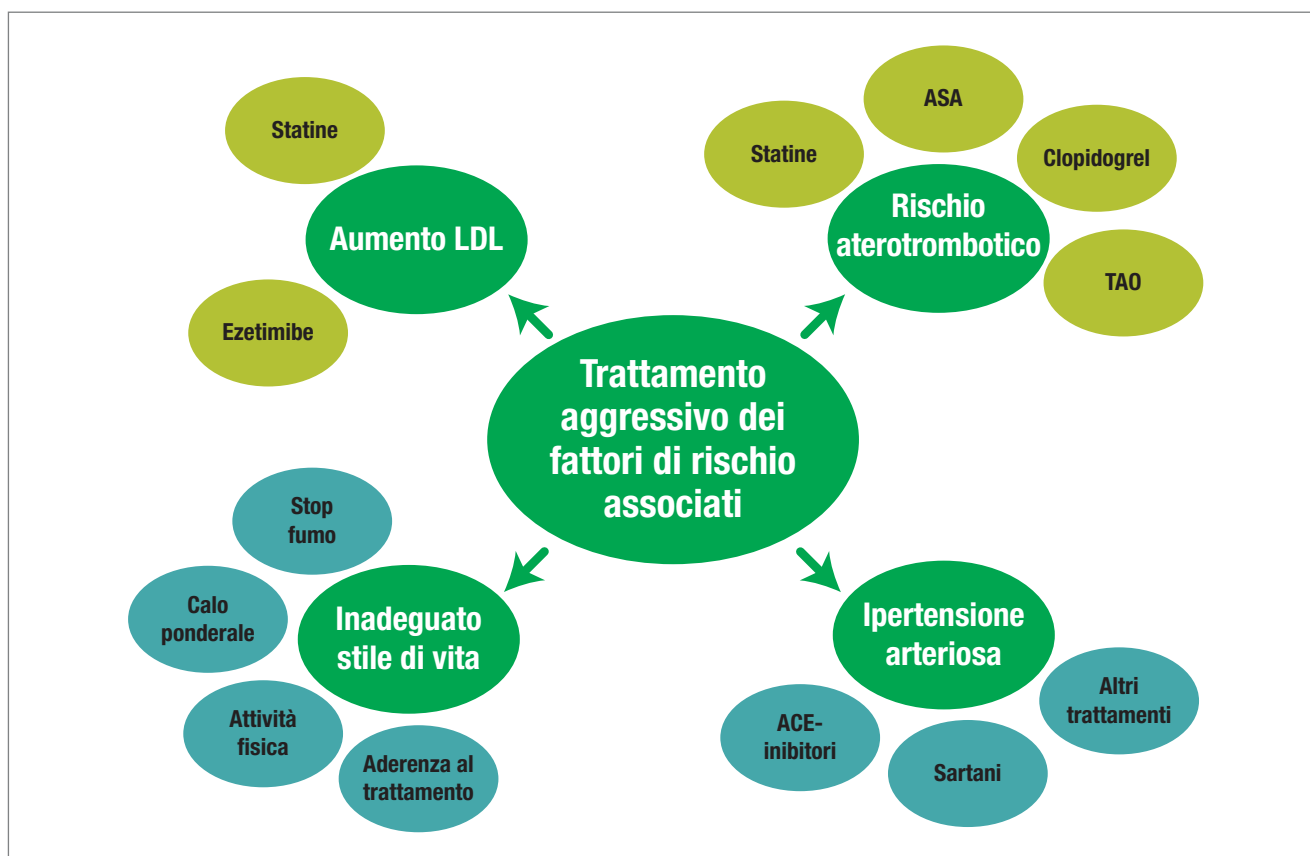 Statine
Aumento LDL
Ezetimibe
ASA
Statine
Clopidogrel
Rischio
aterotrombotico
TAO
Trattamento
aggressivo dei
fattori di rischio
associati
Stop
fumo
Calo
ponderale
Inadeguato
stile di vita
Attività
fisica
Aderenza al
trattamento
Ipertensione
arteriosa
Altri
trattamenti
ACE-
inibitori
Sartani